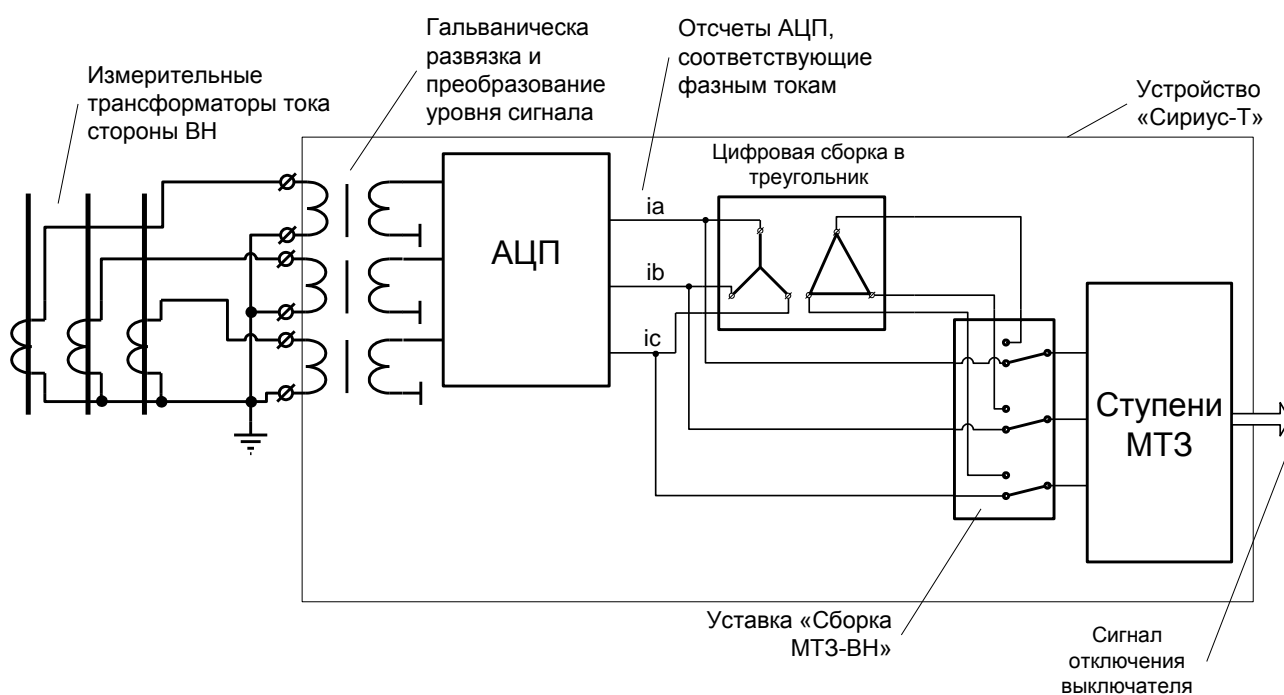 Измерительные
трансформаторы тока
стороны ВН
Гальваническа
развязка и
преобразование
уровня сигнала
Отсчеты АЦП,
соответствующие
фазным токам
Устройство
«Сириус-Т»
Цифровая сборка в
треугольник
АЦП
ia
ib
ic
Ступени
МТЗ
Уставка «Сборка
МТЗ-ВН»
Сигнал
отключения
выключателя